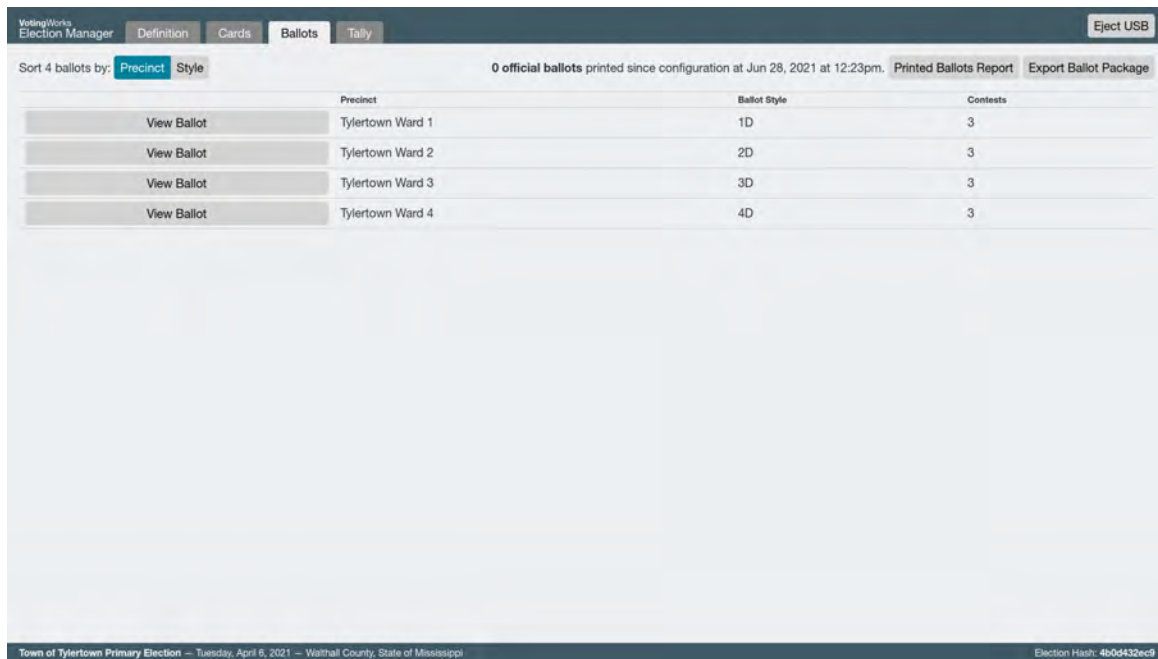 VotingWorks
Election Manager Definition Cards Ballots Tally Eject USB
Sort 4 ballots by: Precinct Style 0 official ballots printed since configuration at Jun 28, 2021 at 12:23pm. Printed Ballots Report Export Ballot Package
Precinct Ballot Style Contests
View Ballot Tylertown Ward 1 1D 3
View Ballot Tylertown Ward 2 2D 3
View Ballot Tylertown Ward 3 3D 3
View Ballot Tylertown Ward 4 4D 3
Town of Tylertown Primary Election — Tuesday, April 6, 2021 — Walthall County, State of Mississippi Election Hash: 4b0d432ec9